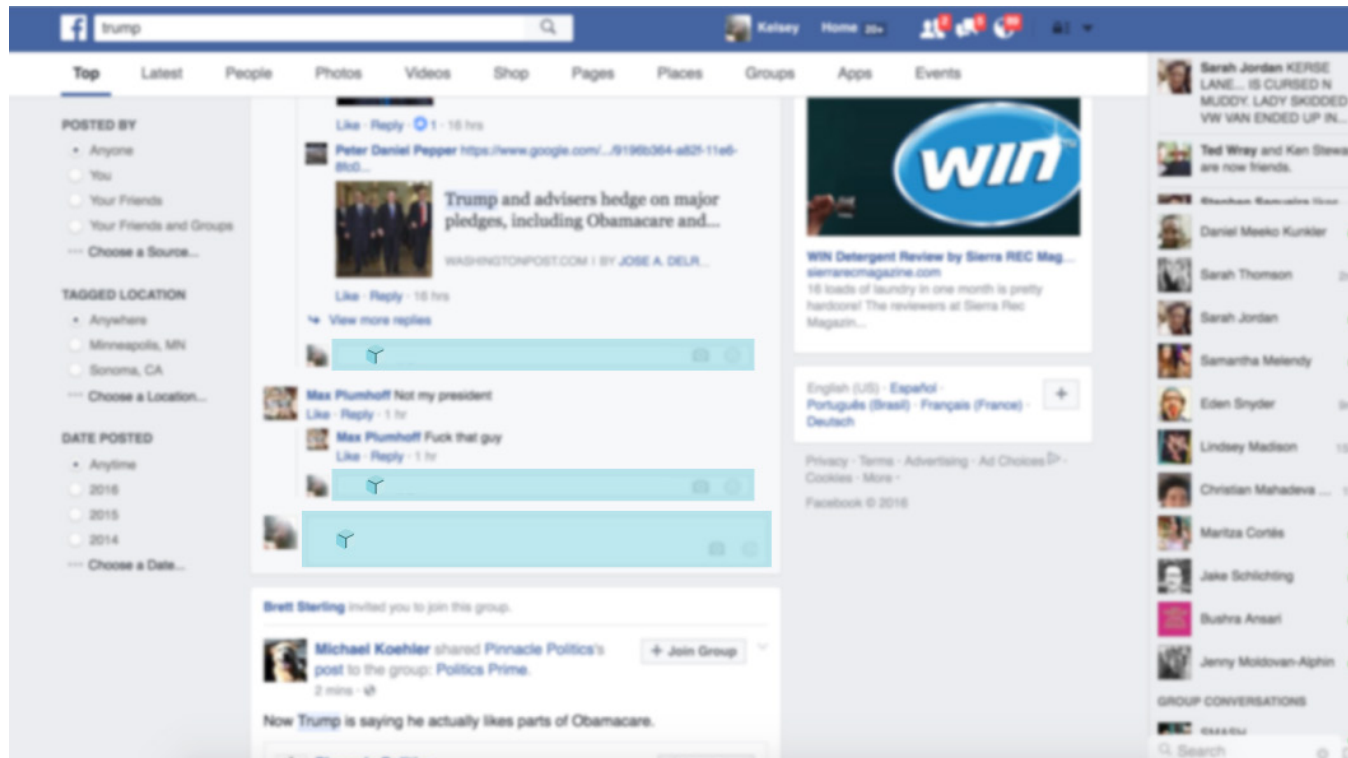 trump
Kelsey Home 20+
Top Latest People Photos Videos Shop Pages Places Groups Apps Events
POSTED BY
Anyone
You
Your Friends
Your Friends and Groups
Choose a Source...
TAGGED LOCATION
Anywhere
Minneapolis, MN
Sonoma, CA
Choose a Location...
DATE POSTED
Anytime
2016
2015
2014
Choose a Date...
Like · Reply · 1 · 16 hrs
Peter Daniel Pepper https://www.google.com/.../9196b364-a82f-11e6-
8fc0...
Trump and advisers hedge on major
pledges, including Obamacare and...
WASHINGTONPOST.COM | BY JOSE A. DELR...
Like · Reply · 16 hrs
View more replies
Max Plumhoff Not my president
Like · Reply · 1 hr
Max Plumhoff Fuck that guy
Like · Reply · 1 hr
Brett Sterling invited you to join this group.
Michael Koehler shared Pinnacle Politics's
post to the group: Politics Prime.
+ Join Group
2 mins
Now Trump is saying he actually likes parts of Obamacare.
WIN
WIN Detergent Review by Sierra REC Mag...
sierrarecmagazine.com
16 loads of laundry in one month is pretty
hardcore! The reviewers at Sierra Rec
Magazin...
English (US) · Español ·
Português (Brasil) · Français (France) ·
Deutsch
Privacy · Terms · Advertising · Ad Choices ·
Cookies · More
Facebook © 2016
Sarah Jordan KERSE
LANE... IS CURSED N
MUDDY. LADY SKIDDED
VW VAN ENDED UP IN...
Ted Wray and Ken Stewa
are now friends.
Daniel Meeko Kunkler
Sarah Thomson
Sarah Jordan
Samantha Melendy
Eden Snyder
Lindsey Madison
Christian Mahadeva ...
Maritza Cortés
Jake Schlichting
Bushra Ansari
Jenny Moldovan-Alphin
GROUP CONVERSATIONS
SMASH
Search